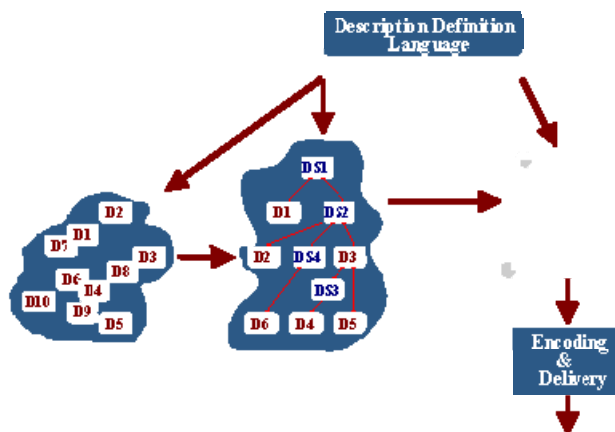 Description Definition
Language
DS1
D1
DS2
D2
DS4
D3
DS3
D6
D4
D5
D2
D1
D7
D3
D8
D6
D4
D10
D9
D5
Encoding
&
Delivery